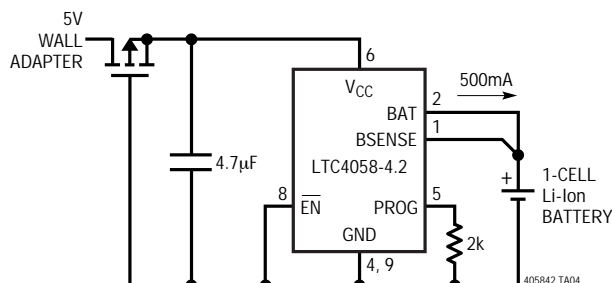 5V
WALL
ADAPTER
6
VCC
500mA
BAT
2
BSENSE
1
4.7µF
LTC4058-4.2
8
EN
PROG
5
+
1-CELL
Li-Ion
BATTERY
2k
GND
4, 9
405842 TA04